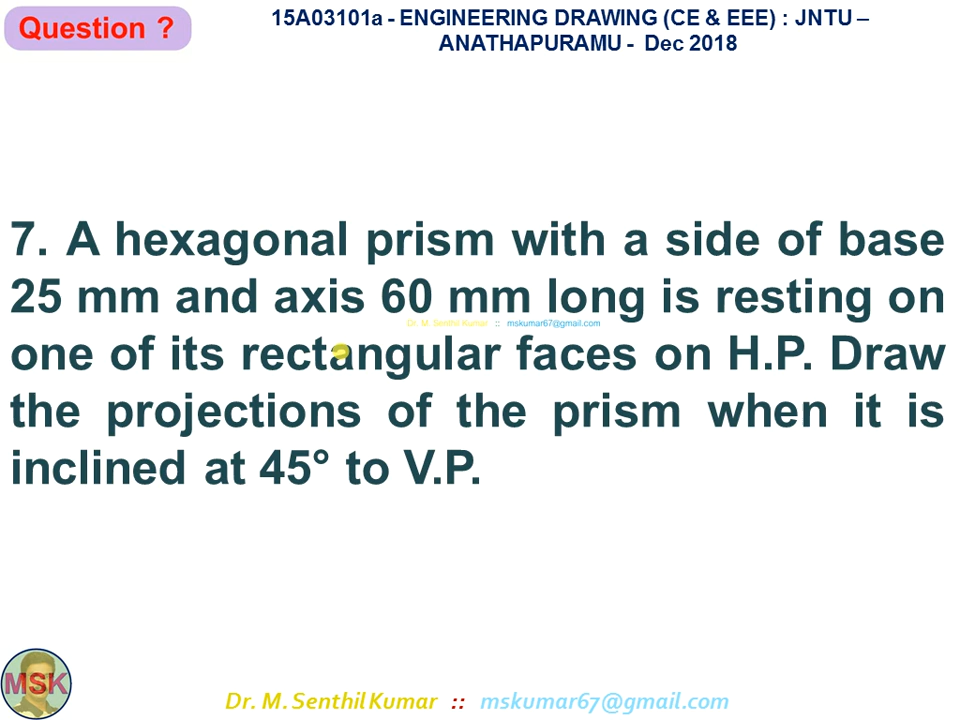 Question ?
15A03101a - ENGINEERING DRAWING (CE & EEE) : JNTU –
ANATHAPURAMU - Dec 2018
7. A hexagonal prism with a side of base
25 mm and axis 60 mm long is resting on
Dr. M. Senthil Kumar :: mskumar67@gmail.com
one of its rectangular faces on H.P. Draw
the projections of the prism when it is
inclined at 45° to V.P.
MSK
Dr. M. Senthil Kumar :: mskumar67@gmail.com